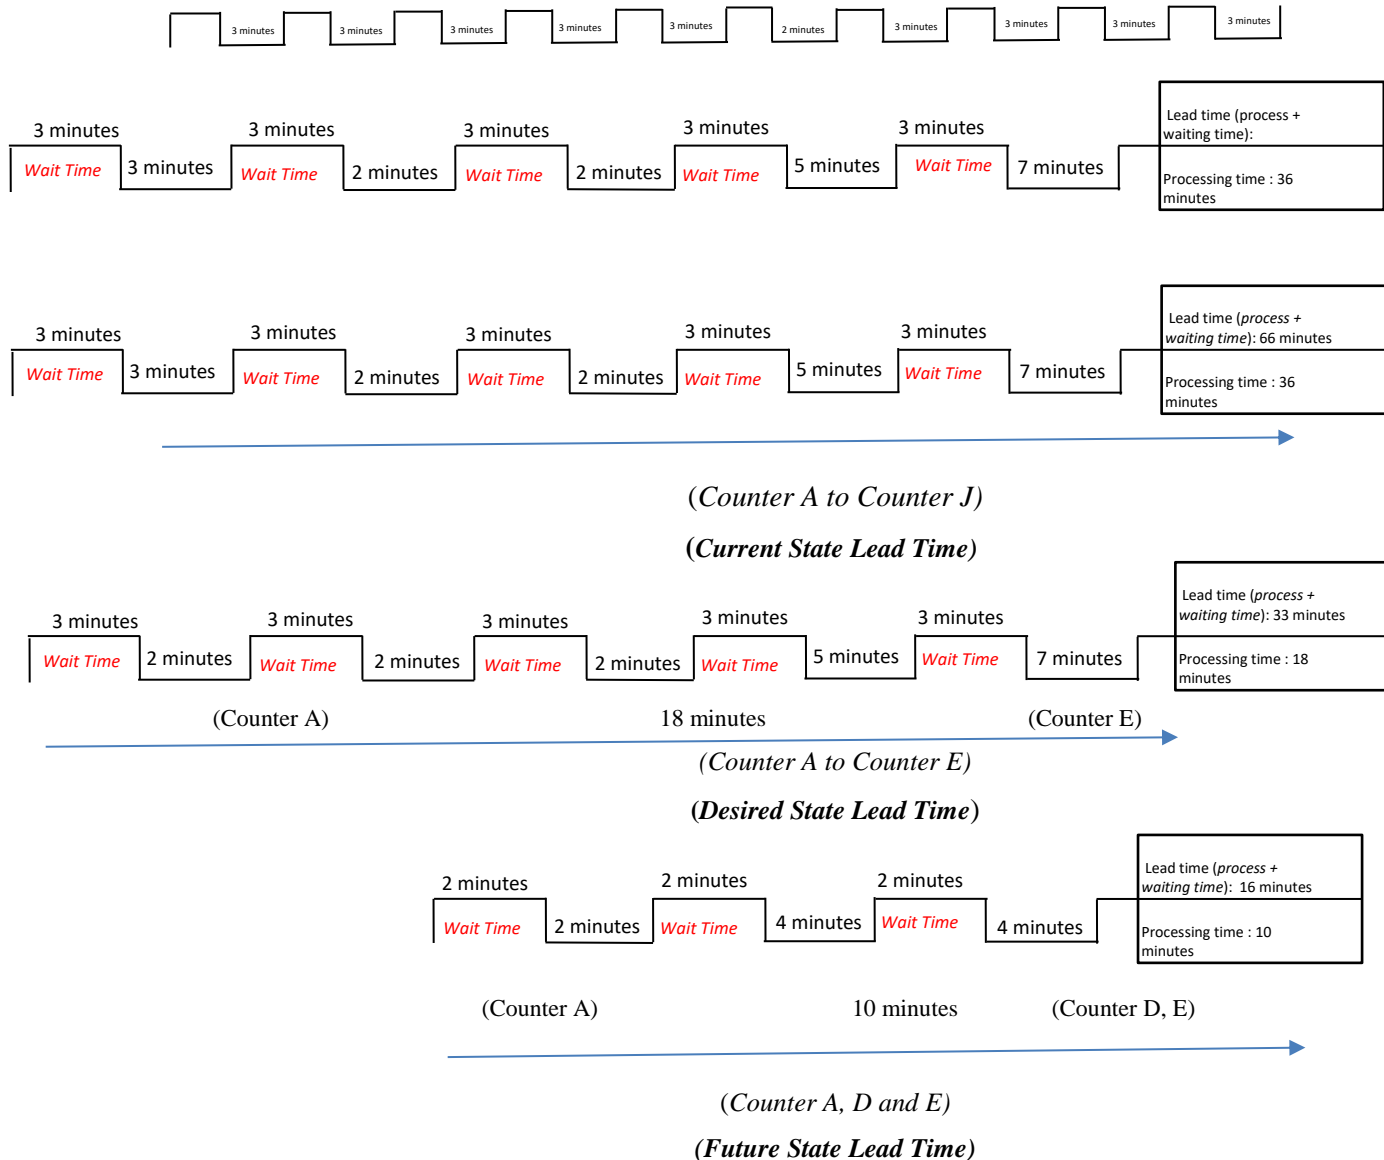 3 minutes 3 minutes 3 minutes 3 minutes 3 minutes 2 minutes 3 minutes 3 minutes 3 minutes 3 minutes
3 minutes 3 minutes 3 minutes 3 minutes 3 minutes
Wait Time 3 minutes Wait Time 2 minutes Wait Time 2 minutes Wait Time 5 minutes Wait Time 7 minutes
Lead time (process +
waiting time):
Processing time : 36
minutes
3 minutes 3 minutes 3 minutes 3 minutes 3 minutes
Wait Time 3 minutes Wait Time 2 minutes Wait Time 2 minutes Wait Time 5 minutes Wait Time 7 minutes
Lead time (process +
waiting time): 66 minutes
Processing time : 36
minutes
(Counter A to Counter J)
(Current State Lead Time)
3 minutes 3 minutes 3 minutes 3 minutes 3 minutes
Wait Time 2 minutes Wait Time 2 minutes Wait Time 2 minutes Wait Time 5 minutes Wait Time 7 minutes
Lead time (process +
waiting time): 33 minutes
Processing time : 18
minutes
(Counter A) 18 minutes (Counter E)
(Counter A to Counter E)
(Desired State Lead Time)
2 minutes 2 minutes 2 minutes
Wait Time 2 minutes Wait Time 4 minutes Wait Time 4 minutes
Lead time (process +
waiting time): 16 minutes
Processing time : 10
minutes
(Counter A) 10 minutes (Counter D, E)
(Counter A, D and E)
(Future State Lead Time)